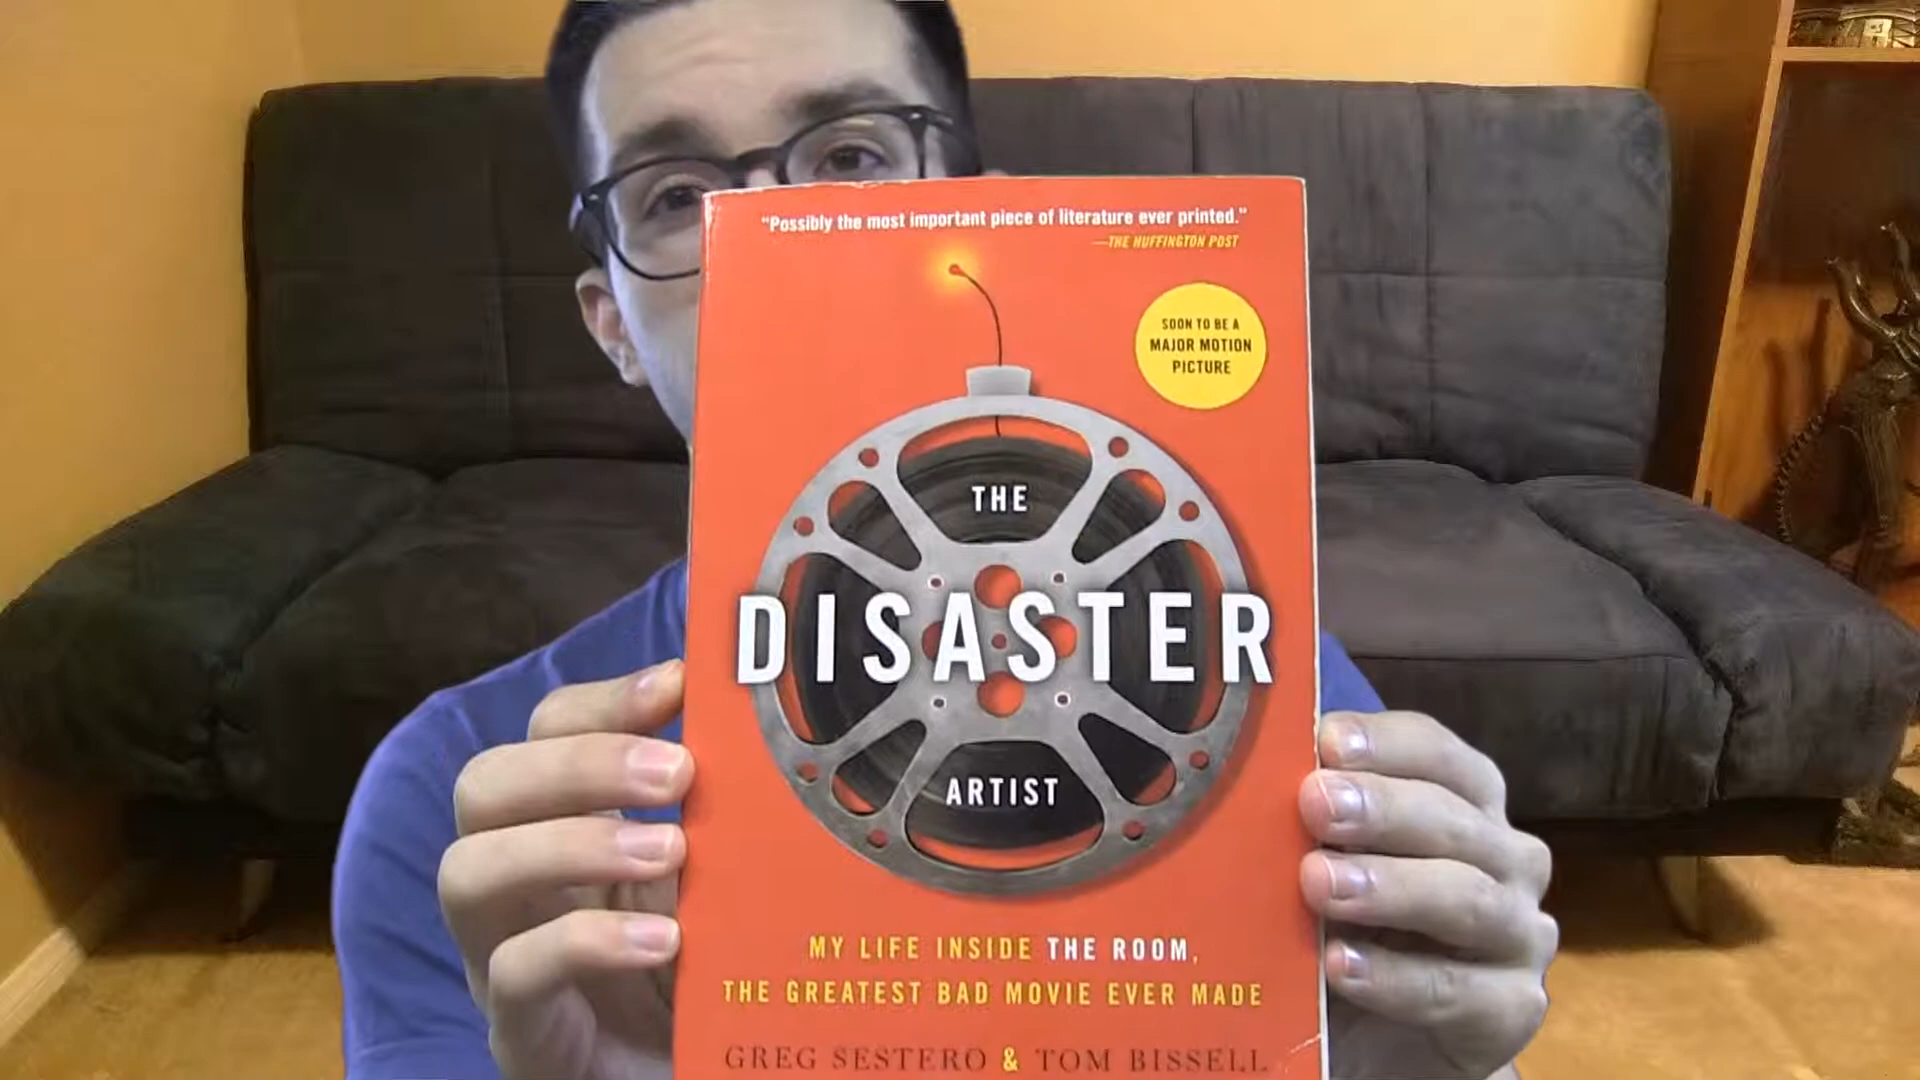 "Possibly the most important piece of literature ever printed."
—THE HUFFINGTON POST
SOON TO BE A
MAJOR MOTION
PICTURE
THE
DISASTER
ARTIST
MY LIFE INSIDE THE ROOM,
THE GREATEST BAD MOVIE EVER MADE
GREG SESTERO & TOM BISSELL